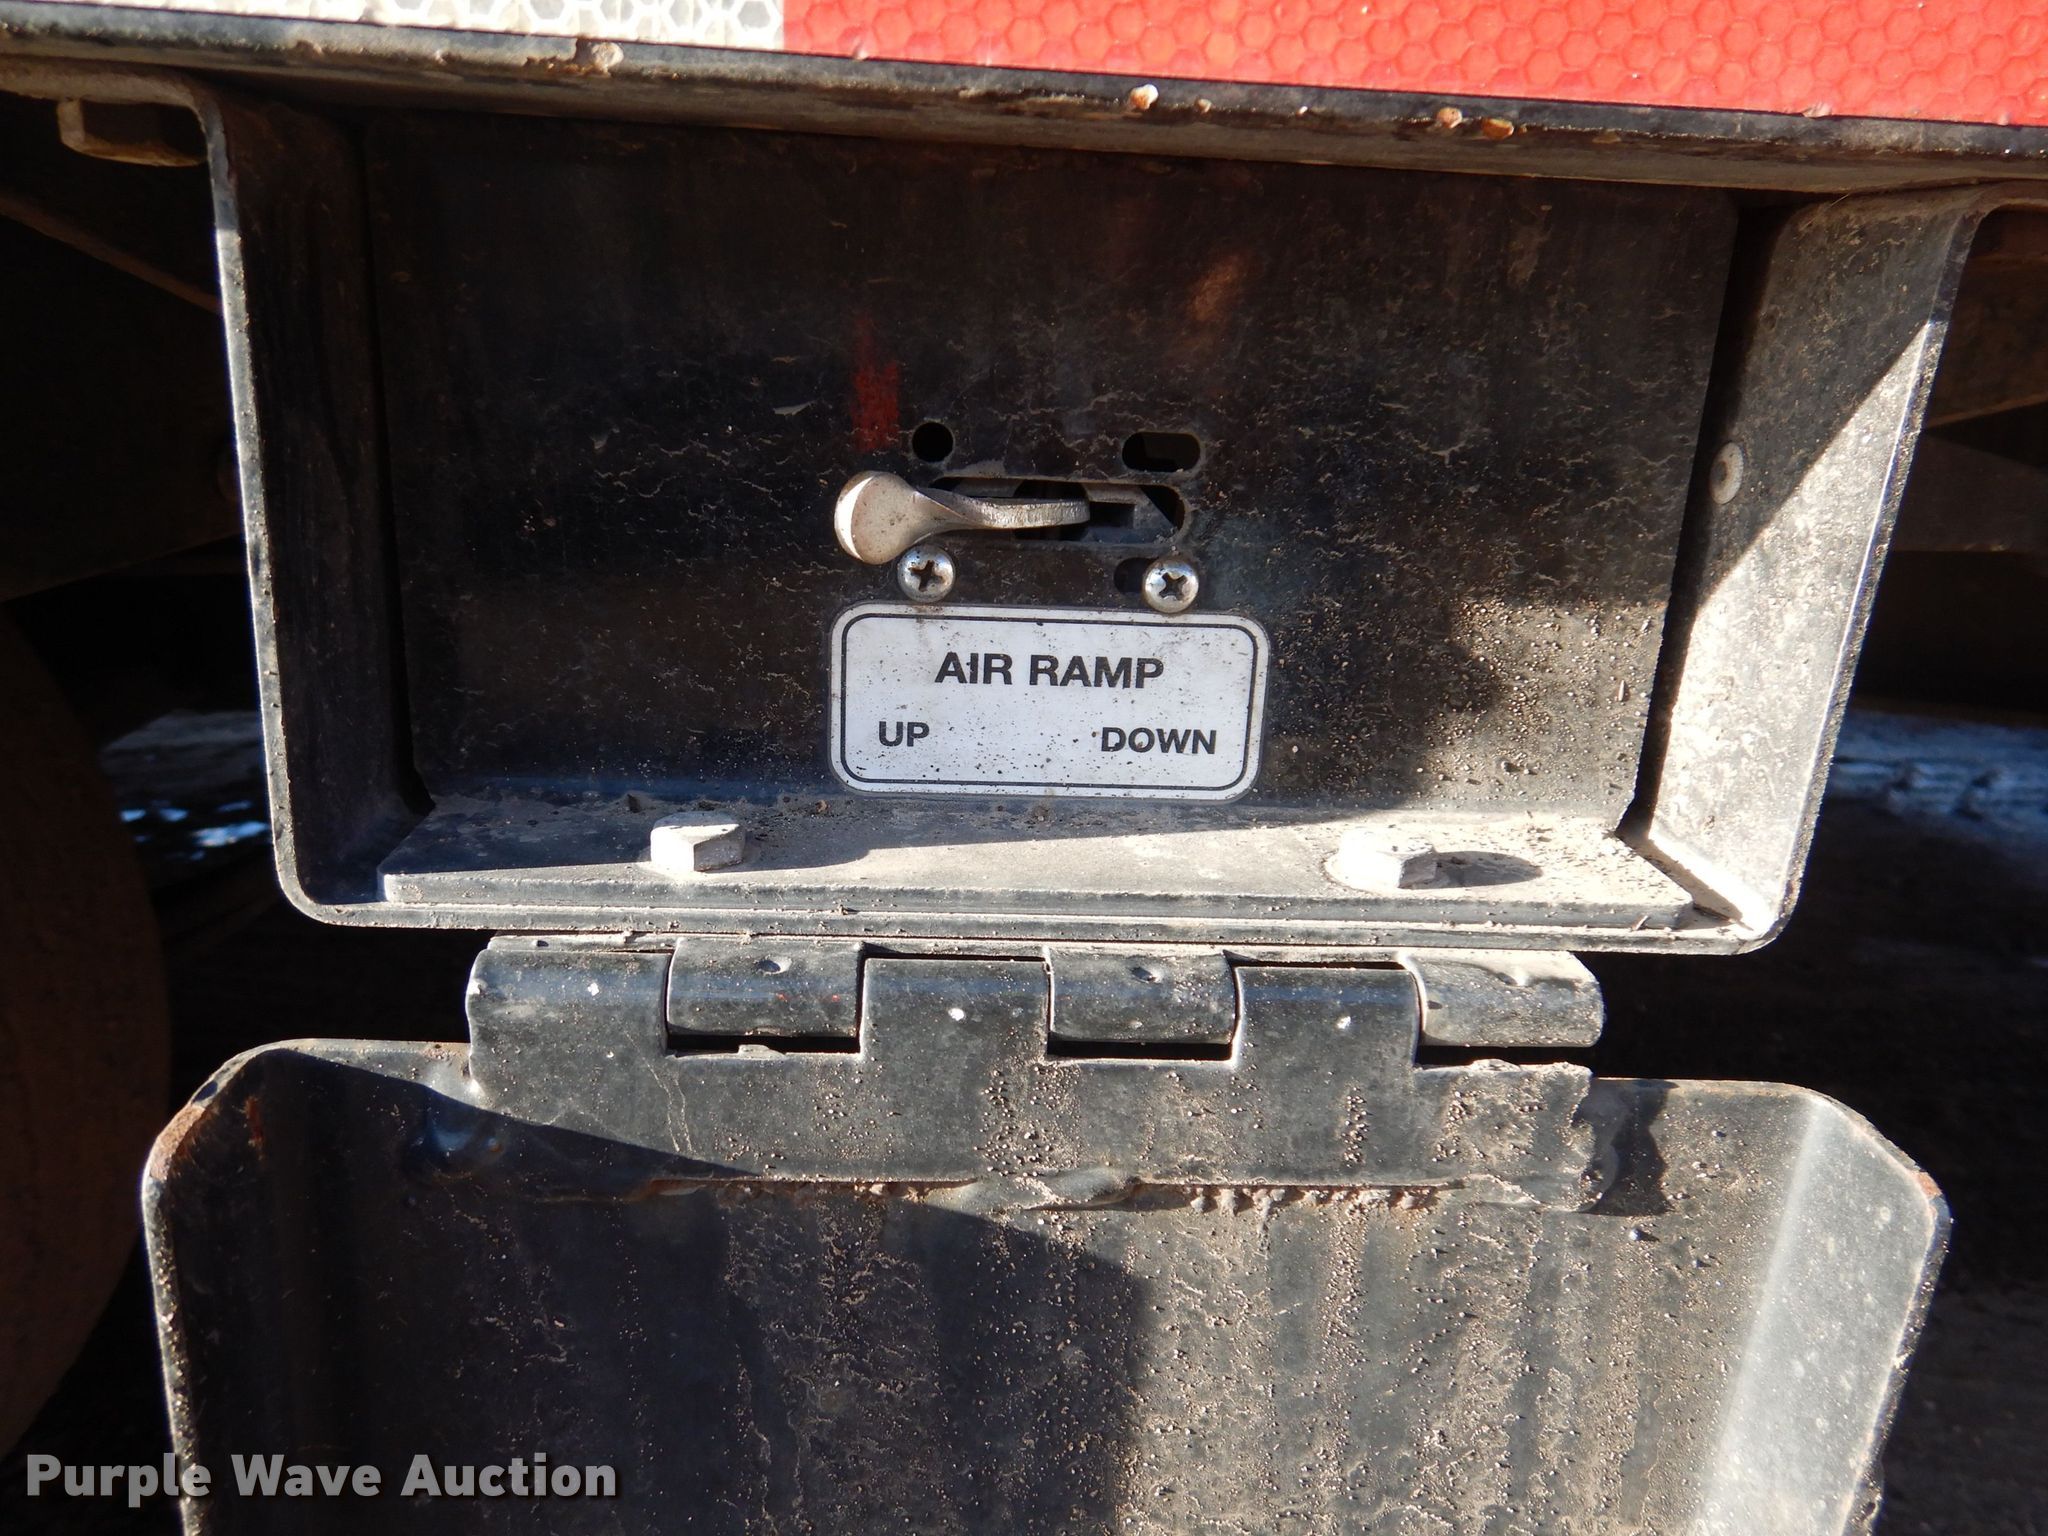 AIR RAMP
UP DOWN
Purple Wave Auction